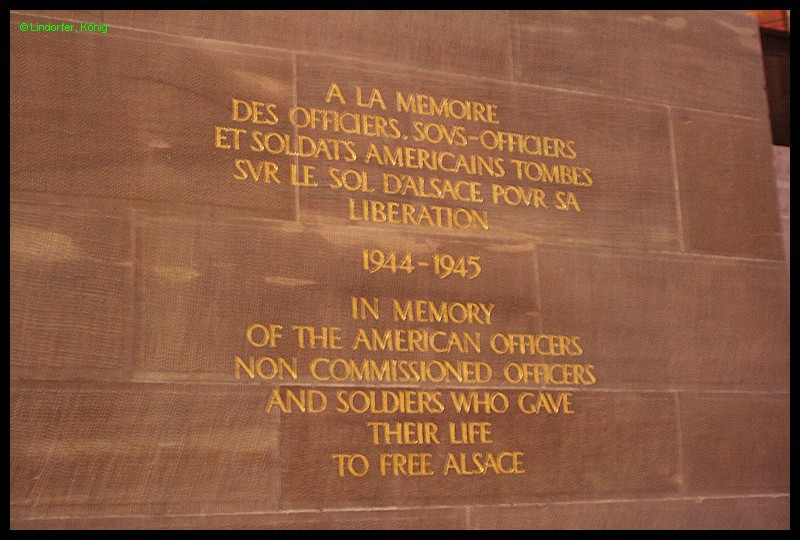 ©Lindorfer, König
A LA MEMOIRE
DES OFFICIERS. SOVS-OFFICIERS
ET SOLDATS AMERICAINS TOMBES
SVR LE SOL D'ALSACE POVR SA
LIBERATION
1944-1945
IN MEMORY
OF THE AMERICAN OFFICERS
NON COMMISSIONED OFFICERS
AND SOLDIERS WHO GAVE
THEIR LIFE
TO FREE ALSACE